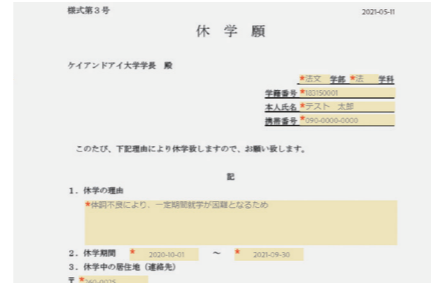 様式第3号 2021-05-11
休 学 願
ケイアンドアイ大学学長 殿
*法文 学部 *法 学科
学籍番号 *183150001
本人氏名 *テスト 太郎
携帯番号 *090-0000-0000
このたび、下記理由により休学致しますので、お願い致します。
記
1. 休学の理由
*体調不良により、一定期間就学が困難となるため
2. 休学期間 * 2020-10-01 ～ * 2021-09-30
3. 休学中の居住地（連絡先）
〒 *